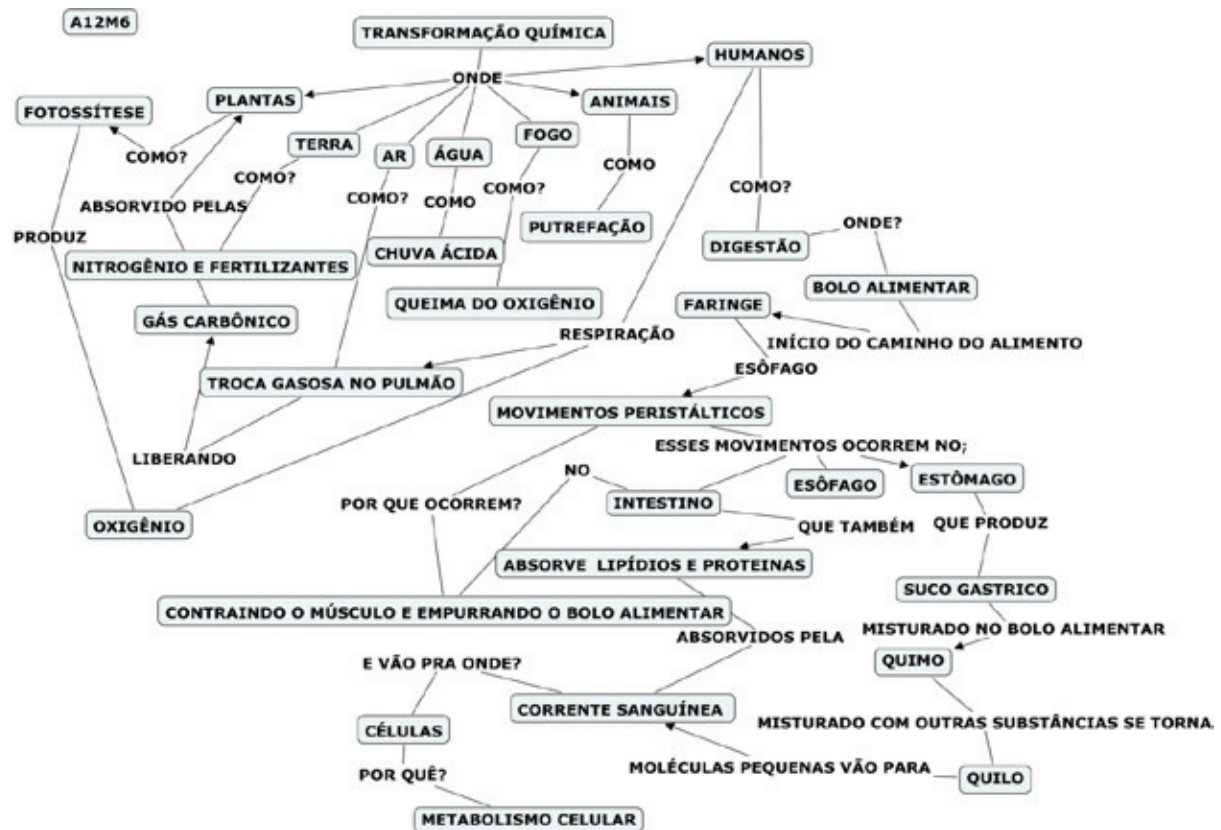 A12M6
TRANSFORMAÇÃO QUÍMICA
HUMANOS
ONDE
PLANTAS
ANIMAIS
FOTOSSÍTESE
FOGO
TERRA
AR
ÁGUA
COMO?
COMO
COMO?
COMO?
COMO?
COMO
COMO?
ABSORVIDO PELAS
PUTREFAÇÃO
ONDE?
PRODUZ
DIGESTÃO
CHUVA ÁCIDA
NITROGÊNIO E FERTILIZANTES
BOLO ALIMENTAR
QUEIMA DO OXIGÊNIO
FARINGE
GÁS CARBÔNICO
RESPIRAÇÃO
INÍCIO DO CAMINHO DO ALIMENTO
ESÔFAGO
TROCA GASOSA NO PULMÃO
MOVIMENTOS PERISTÁLTICOS
ESSES MOVIMENTOS OCORREM NO;
LIBERANDO
NO
ESTÔMAGO
ESÔFAGO
POR QUE OCORREM?
INTESTINO
OXIGÊNIO
QUE TAMBÉM
QUE PRODUZ
ABSORVE LIPÍDIOS E PROTEINAS
SUCO GASTRICO
CONTRAINDO O MÚSCULO E EMPURRANDO O BOLO ALIMENTAR
MISTURADO NO BOLO ALIMENTAR
ABSORVIDOS PELA
E VÃO PRA ONDE?
QUIMO
CORRENTE SANGUÍNEA
MISTURADO COM OUTRAS SUBSTÂNCIAS SE TORNA.
CÉLULAS
MOLÉCULAS PEQUENAS VÃO PARA
POR QUÊ?
QUILO
METABOLISMO CELULAR